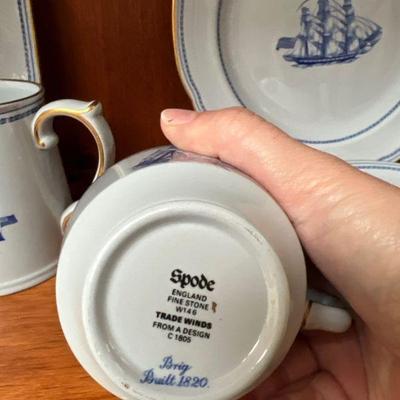 Spode
ENGLAND
FINE STONE
W146
TRADE WINDS
FROM A DESIGN
C 1805
Brig
Built 1820.